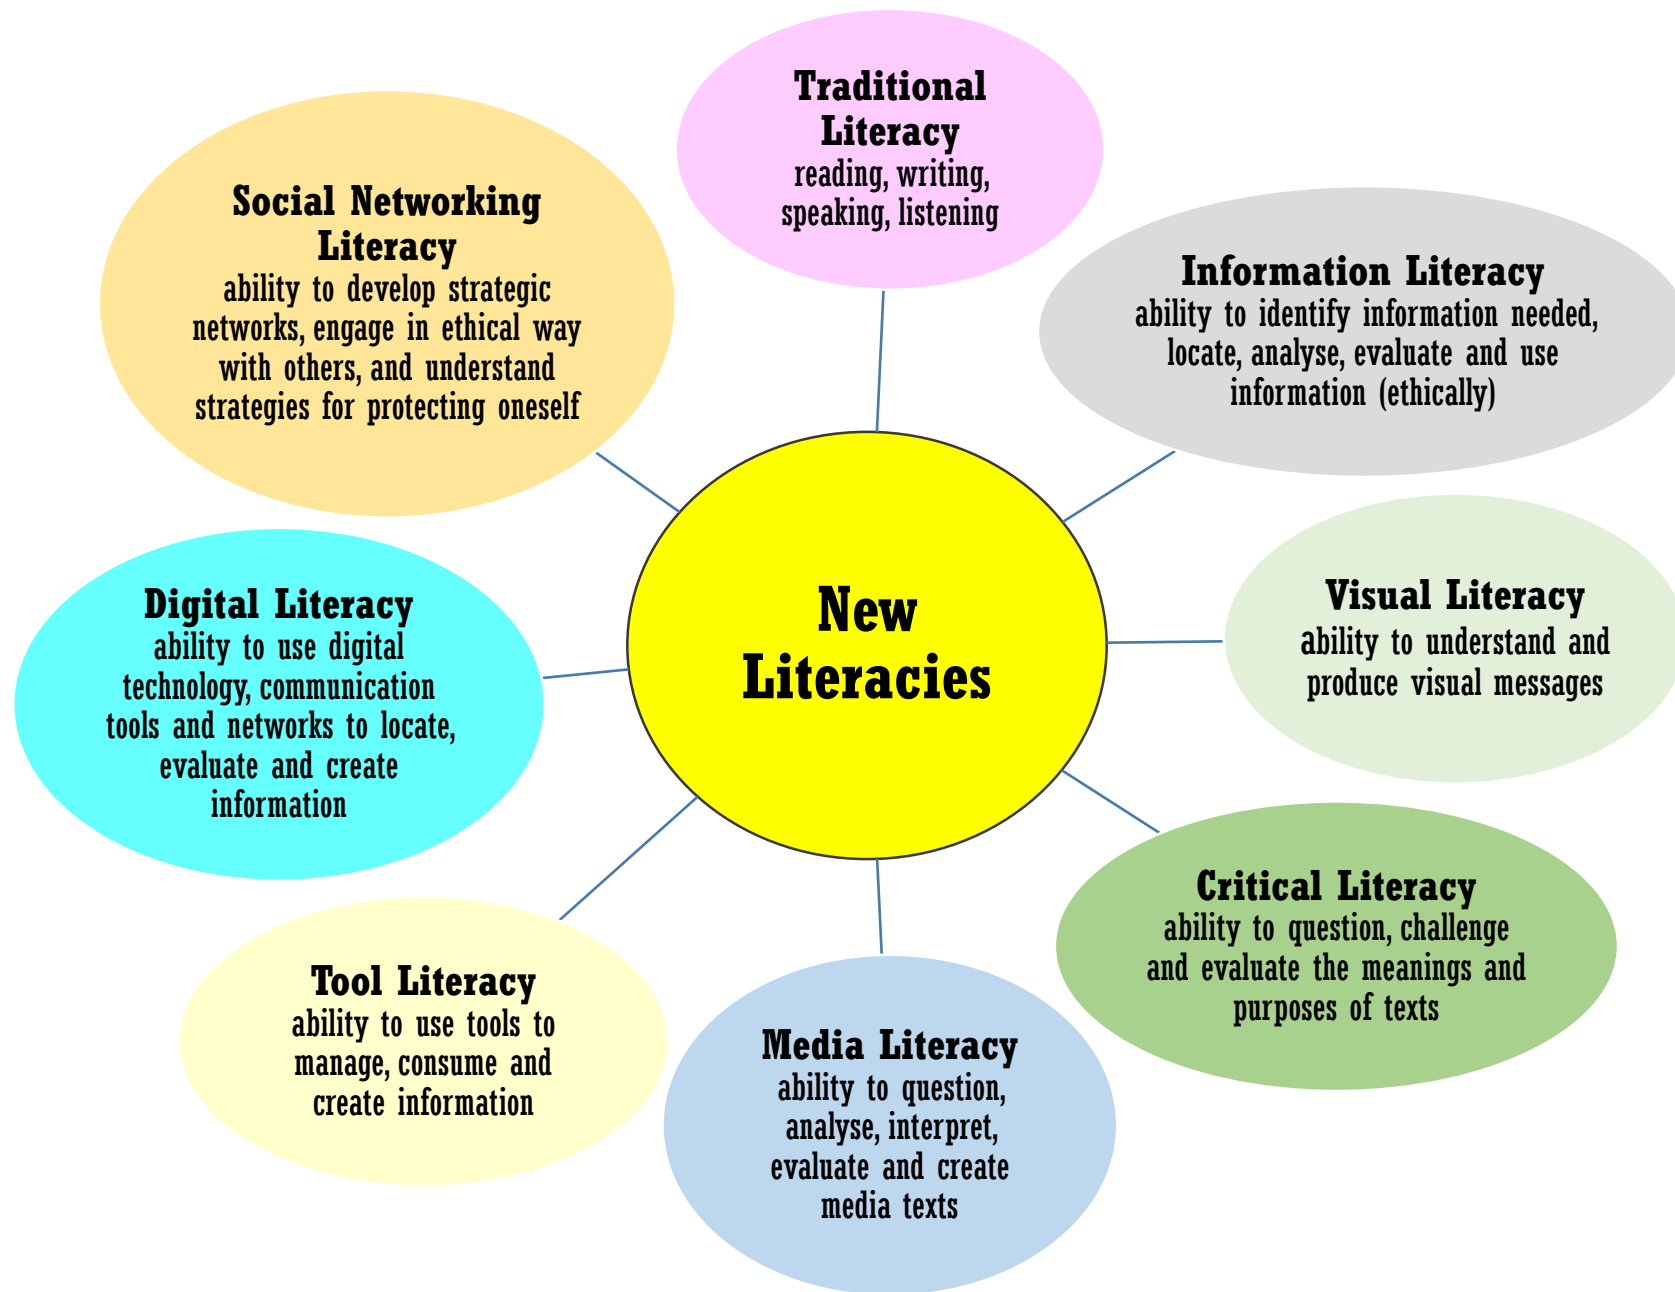 Traditional
Literacy
reading, writing,
speaking, listening
Information Literacy
ability to identify information needed,
locate, analyse, evaluate and use
information (ethically)
Visual Literacy
ability to understand and
produce visual messages
Critical Literacy
ability to question, challenge
and evaluate the meanings and
purposes of texts
Media Literacy
ability to question,
analyse, interpret,
evaluate and create
media texts
Tool Literacy
ability to use tools to
manage, consume and
create information
Digital Literacy
ability to use digital
technology, communication
tools and networks to locate,
evaluate and create
information
Social Networking
Literacy
ability to develop strategic
networks, engage in ethical way
with others, and understand
strategies for protecting oneself
New
Literacies